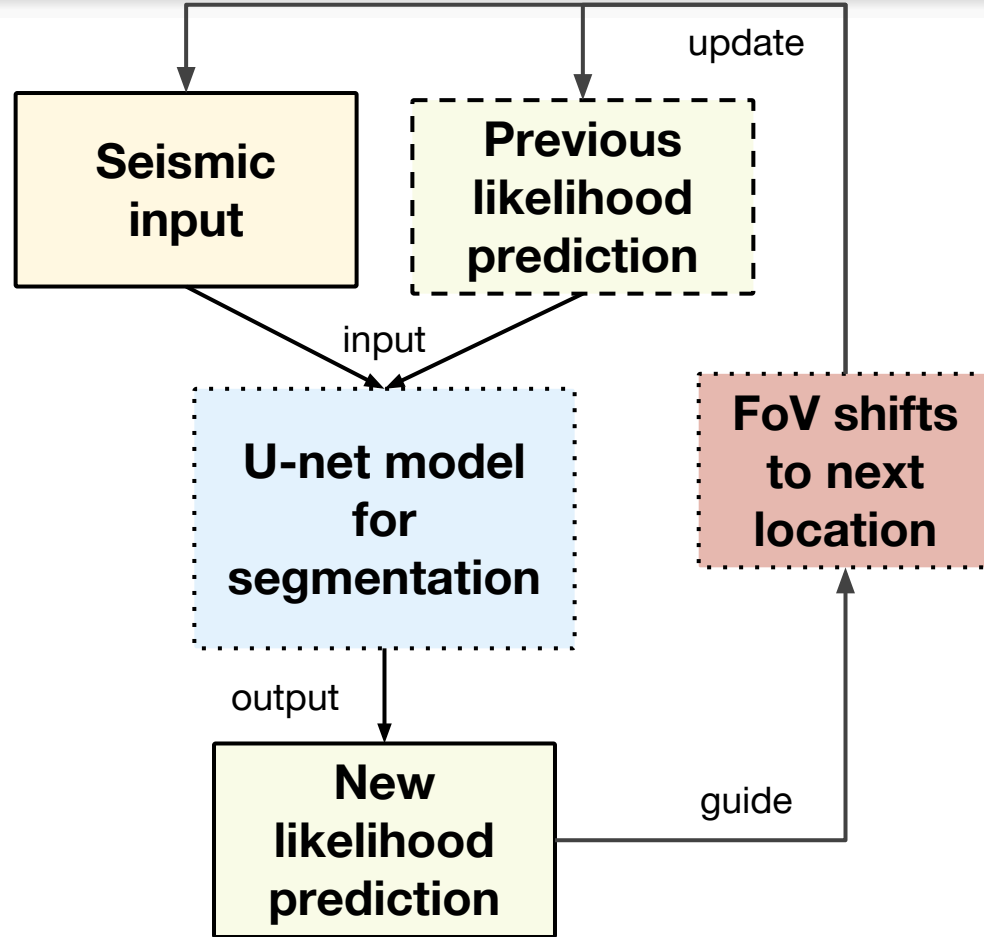 update
Seismic
input
Previous
likelihood
prediction
input
U-net model
for
segmentation
FoV shifts
to next
location
output
New
likelihood
prediction
guide